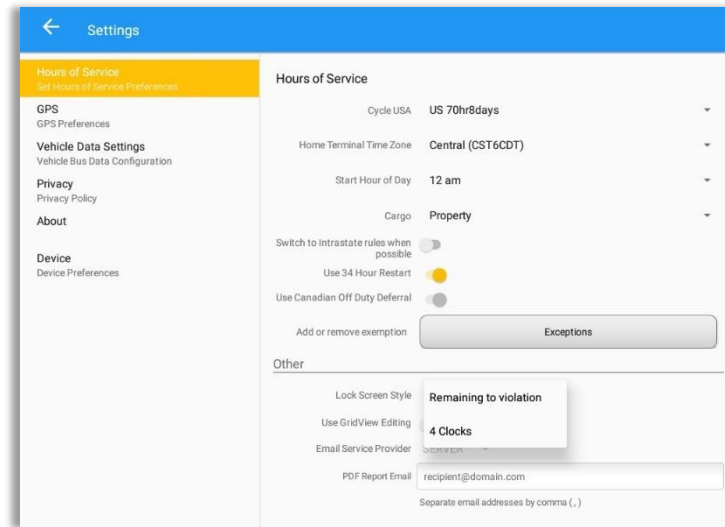 Settings
Hours of Service
Set Hours of Service Preferences
GPS
GPS Preferences
Vehicle Data Settings
Vehicle Bus Data Configuration
Privacy
Privacy Policy
About
Device
Device Preferences
Hours of Service
Cycle USA US 70hr8days
Home Terminal Time Zone Central (CST6CDT)
Start Hour of Day 12 am
Cargo Property
Switch to Intrastate rules when
possible
Use 34 Hour Restart
Use Canadian Off Duty Deferral
Add or remove exemption Exceptions
Other
Lock Screen Style Remaining to violation
Use GridView Editing 4 Clocks
Email Service Provider SERVER
PDF Report Email recipient@domain.com
Separate email addresses by comma ( , )